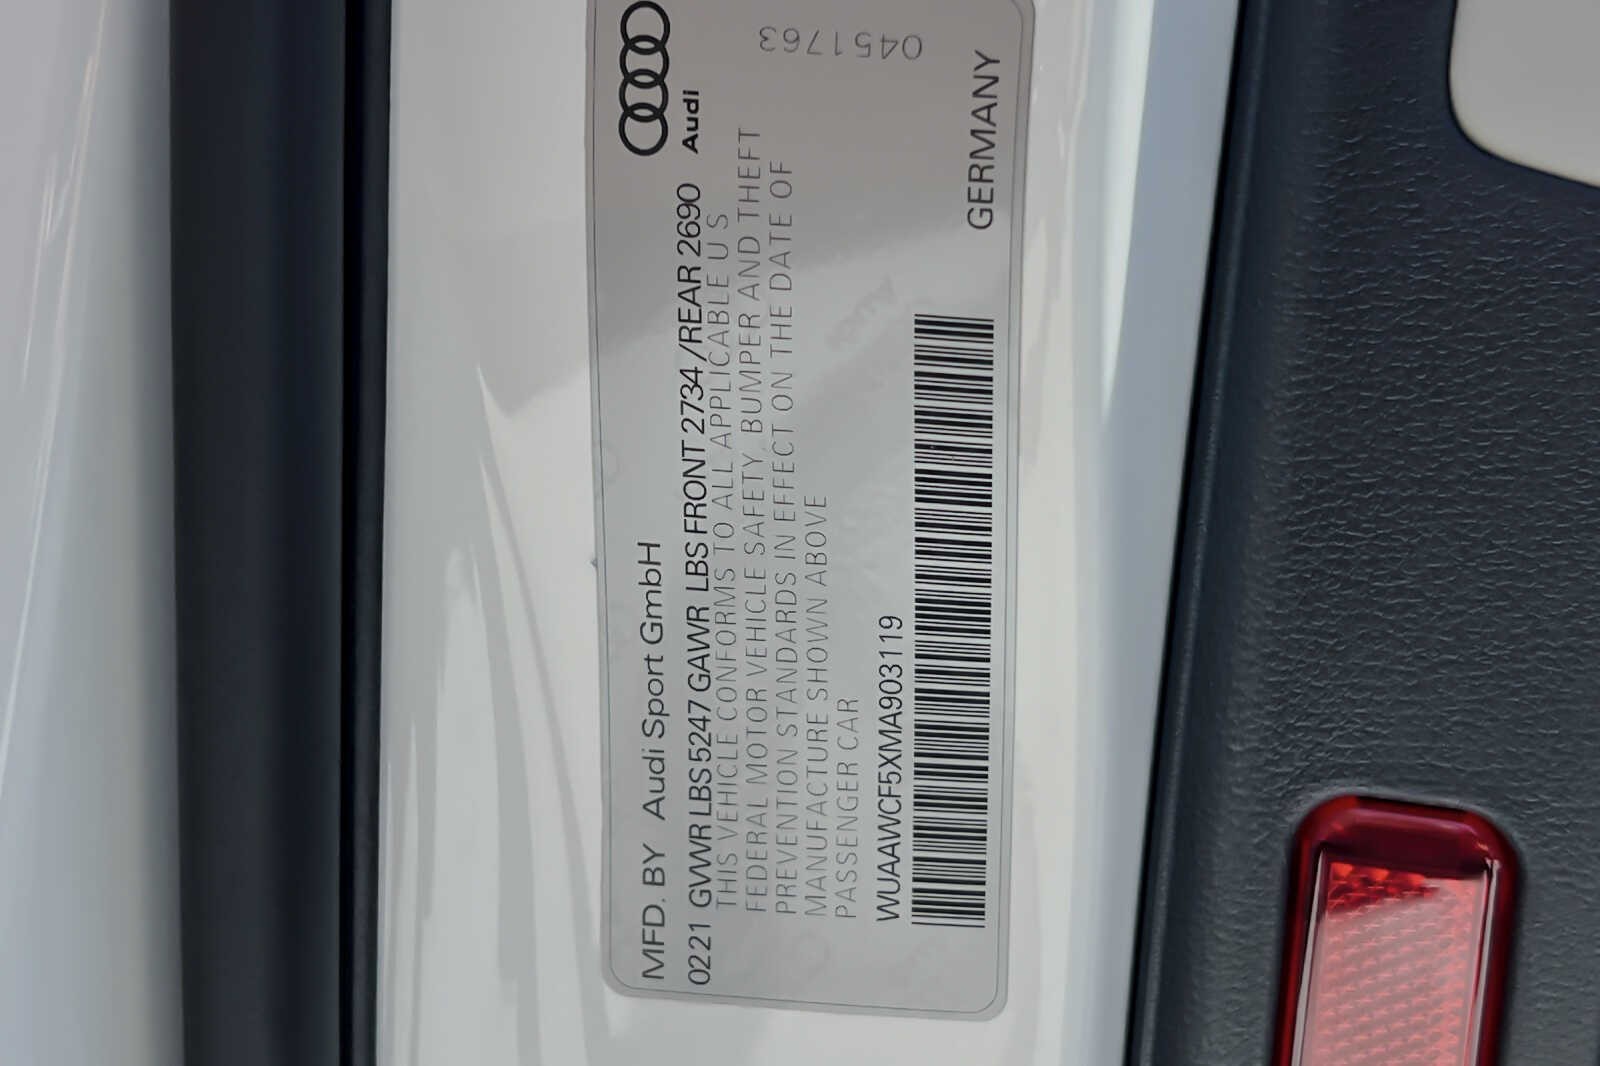 MFD. BY Audi Sport GmbH
Audi
0221 GVWR LBS 5247 GAWR LBS FRONT 2734 /REAR 2690
THIS VEHICLE CONFORMS TO ALL APPLICABLE U S
FEDERAL MOTOR VEHICLE SAFETY, BUMPER AND THEFT
PREVENTION STANDARDS IN EFFECT ON THE DATE OF
MANUFACTURE SHOWN ABOVE
PASSENGER CAR
WUAAWCF5XMA903119
GERMANY
0451763